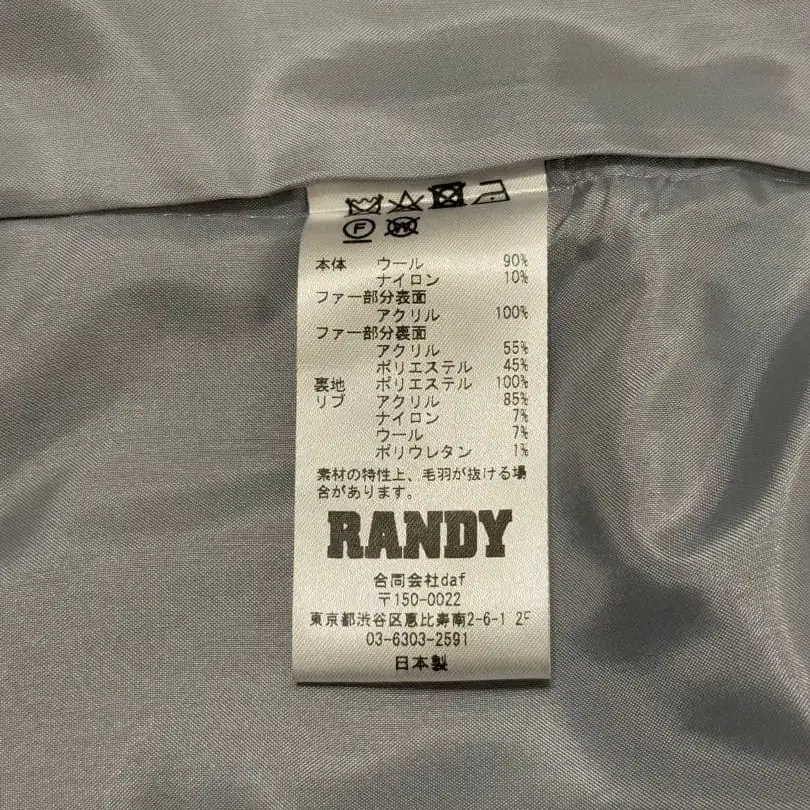 F W
本体 ウール 90%
ナイロン 10%
ファー部分表面
アクリル 100%
ファー部分裏面
アクリル 55%
ポリエステル 45%
裏地 ポリエステル 100%
リブ アクリル 85%
ナイロン 7%
ウール 7%
ポリウレタン 1%
素材の特性上、毛羽が抜ける場
合があります。
RANDY
合同会社daf
〒150-0022
東京都渋谷区恵比寿南2-6-1 2F
03-6303-2591
日本製